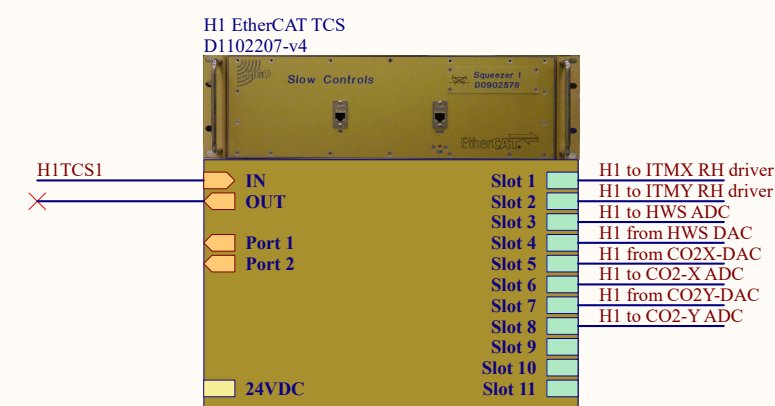 H1 EtherCAT TCS
D1102207-v4
LIGO
Slow Controls
Squeezer 1
D0902578
EtherCAT
H1TCS1
IN
OUT
Port 1
Port 2
24VDC
Slot 1 H1 to ITMX RH driver
Slot 2 H1 to ITMY RH driver
Slot 3 H1 to HWS ADC
Slot 4 H1 from HWS DAC
Slot 5 H1 from CO2X-DAC
Slot 6 H1 to CO2-X ADC
Slot 7 H1 from CO2Y-DAC
Slot 8 H1 to CO2-Y ADC
Slot 9
Slot 10
Slot 11